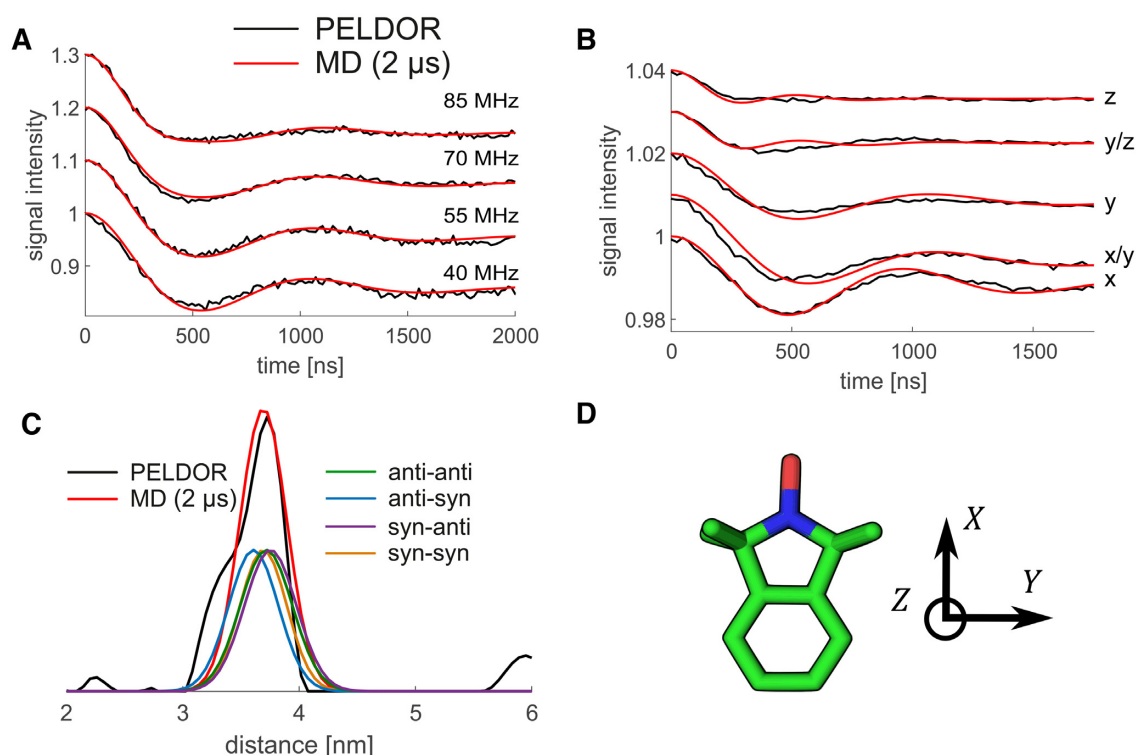 A
PELDOR
MD (2 µs)
1.3
1.2
1.1
1
0.9
signal intensity
85 MHz
70 MHz
55 MHz
40 MHz
0
500
1000
1500
2000
time [ns]
B
1.04
1.02
1
0.98
signal intensity
z
y/z
y
x/y
x
0
500
1000
1500
time [ns]
C
PELDOR
MD (2 µs)
anti-anti
anti-syn
syn-anti
syn-syn
2
3
4
5
6
distance [nm]
D
X
Y
Z